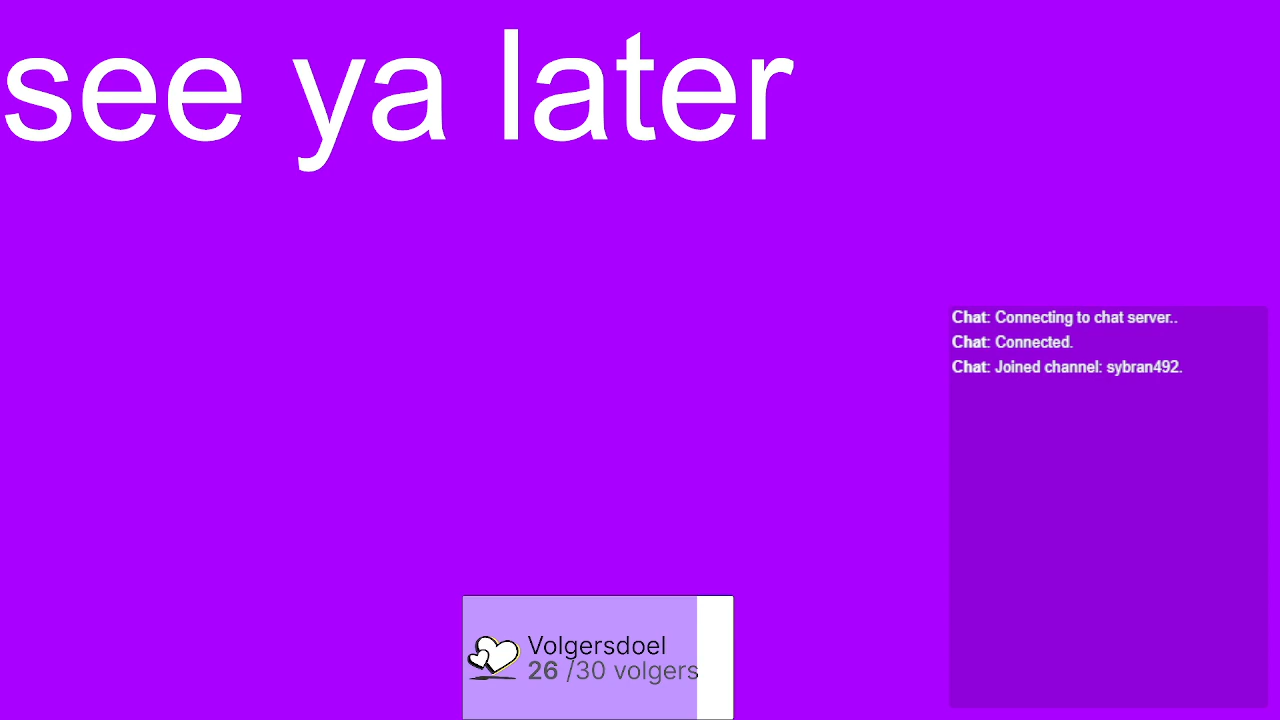 see ya later
Chat: Connecting to chat server..
Chat: Connected.
Chat: Joined channel: sybran492.
Volgersdoel
26 /30 volgers